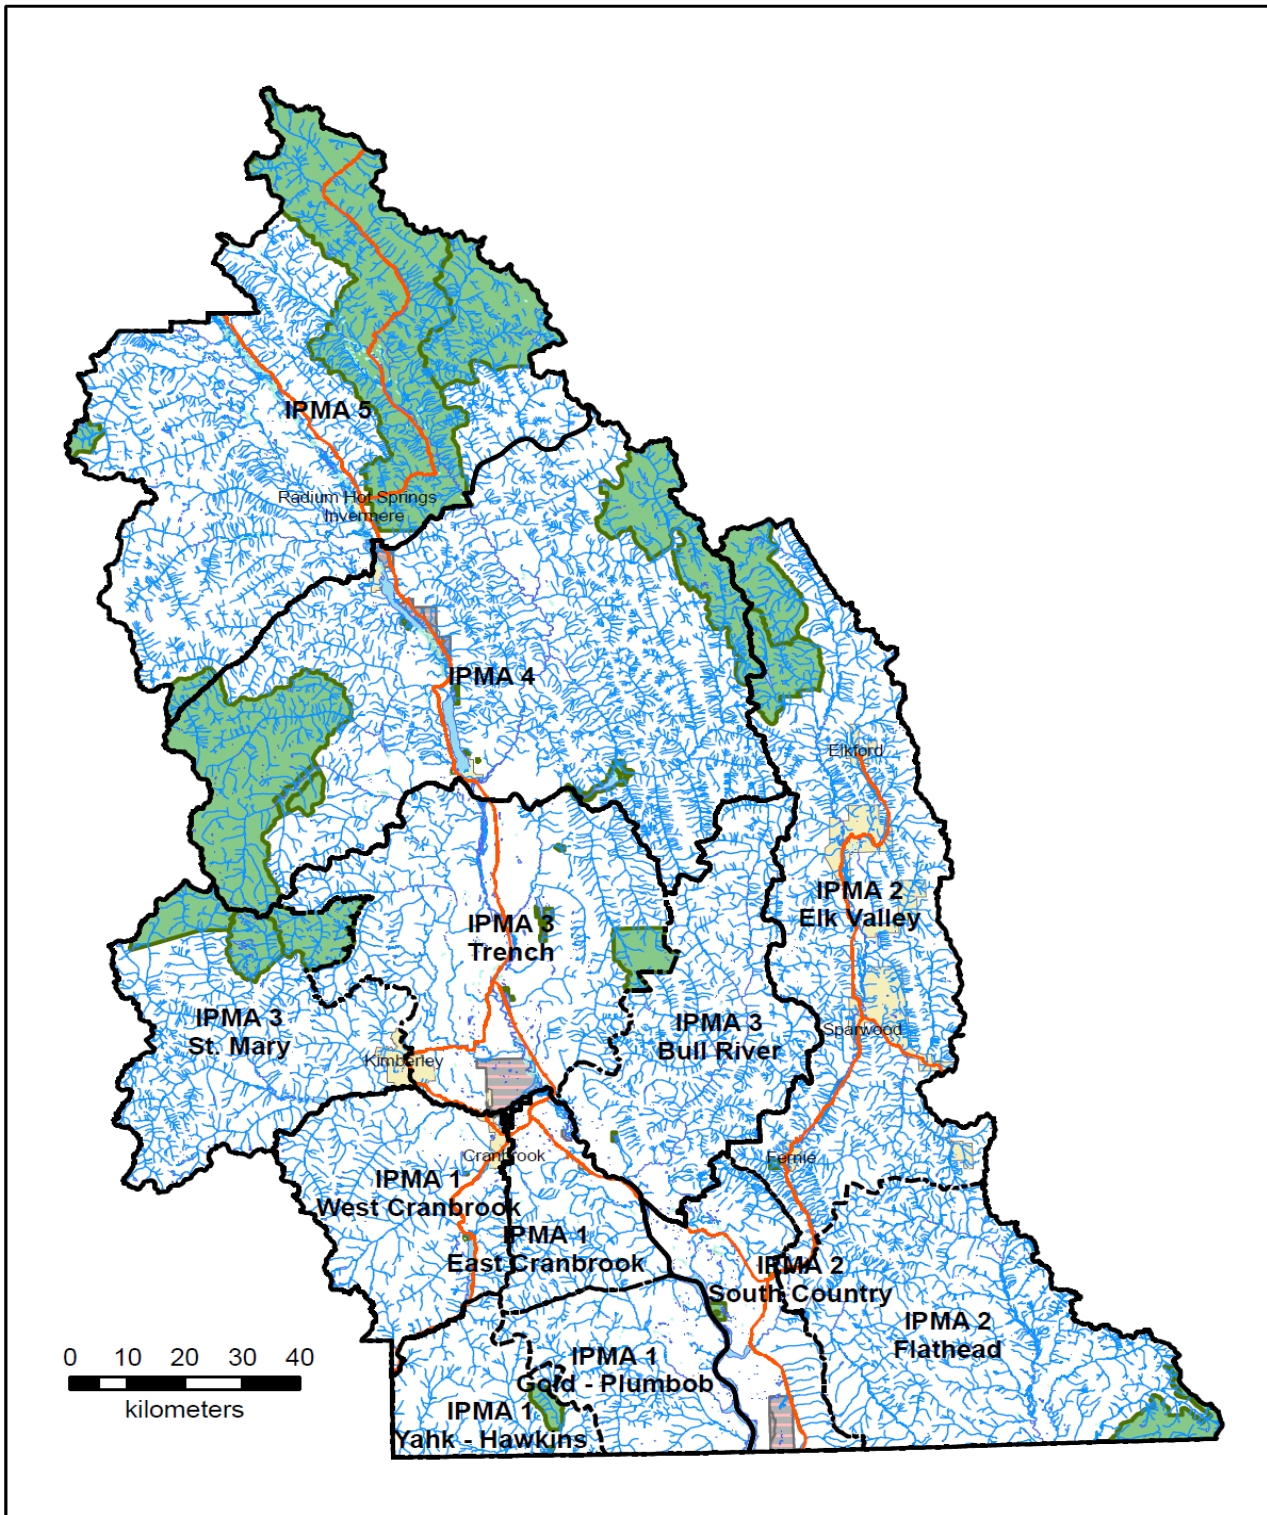 IPMA 5
Radium Hot Springs
Invermere
IPMA 4
Elkford
IPMA 2
Elk Valley
IPMA 3
Trench
IPMA 3
St. Mary
IPMA 3
Bull River
Sparwood
Kimberley
Cranbrook
Fernie
IPMA 1
West Cranbrook
IPMA 1
East Cranbrook
IPMA 2
South Country
IPMA 2
Flathead
IPMA 1
Gold - Plumbob
IPMA 1
Yahk - Hawkins
0 10 20 30 40
kilometers